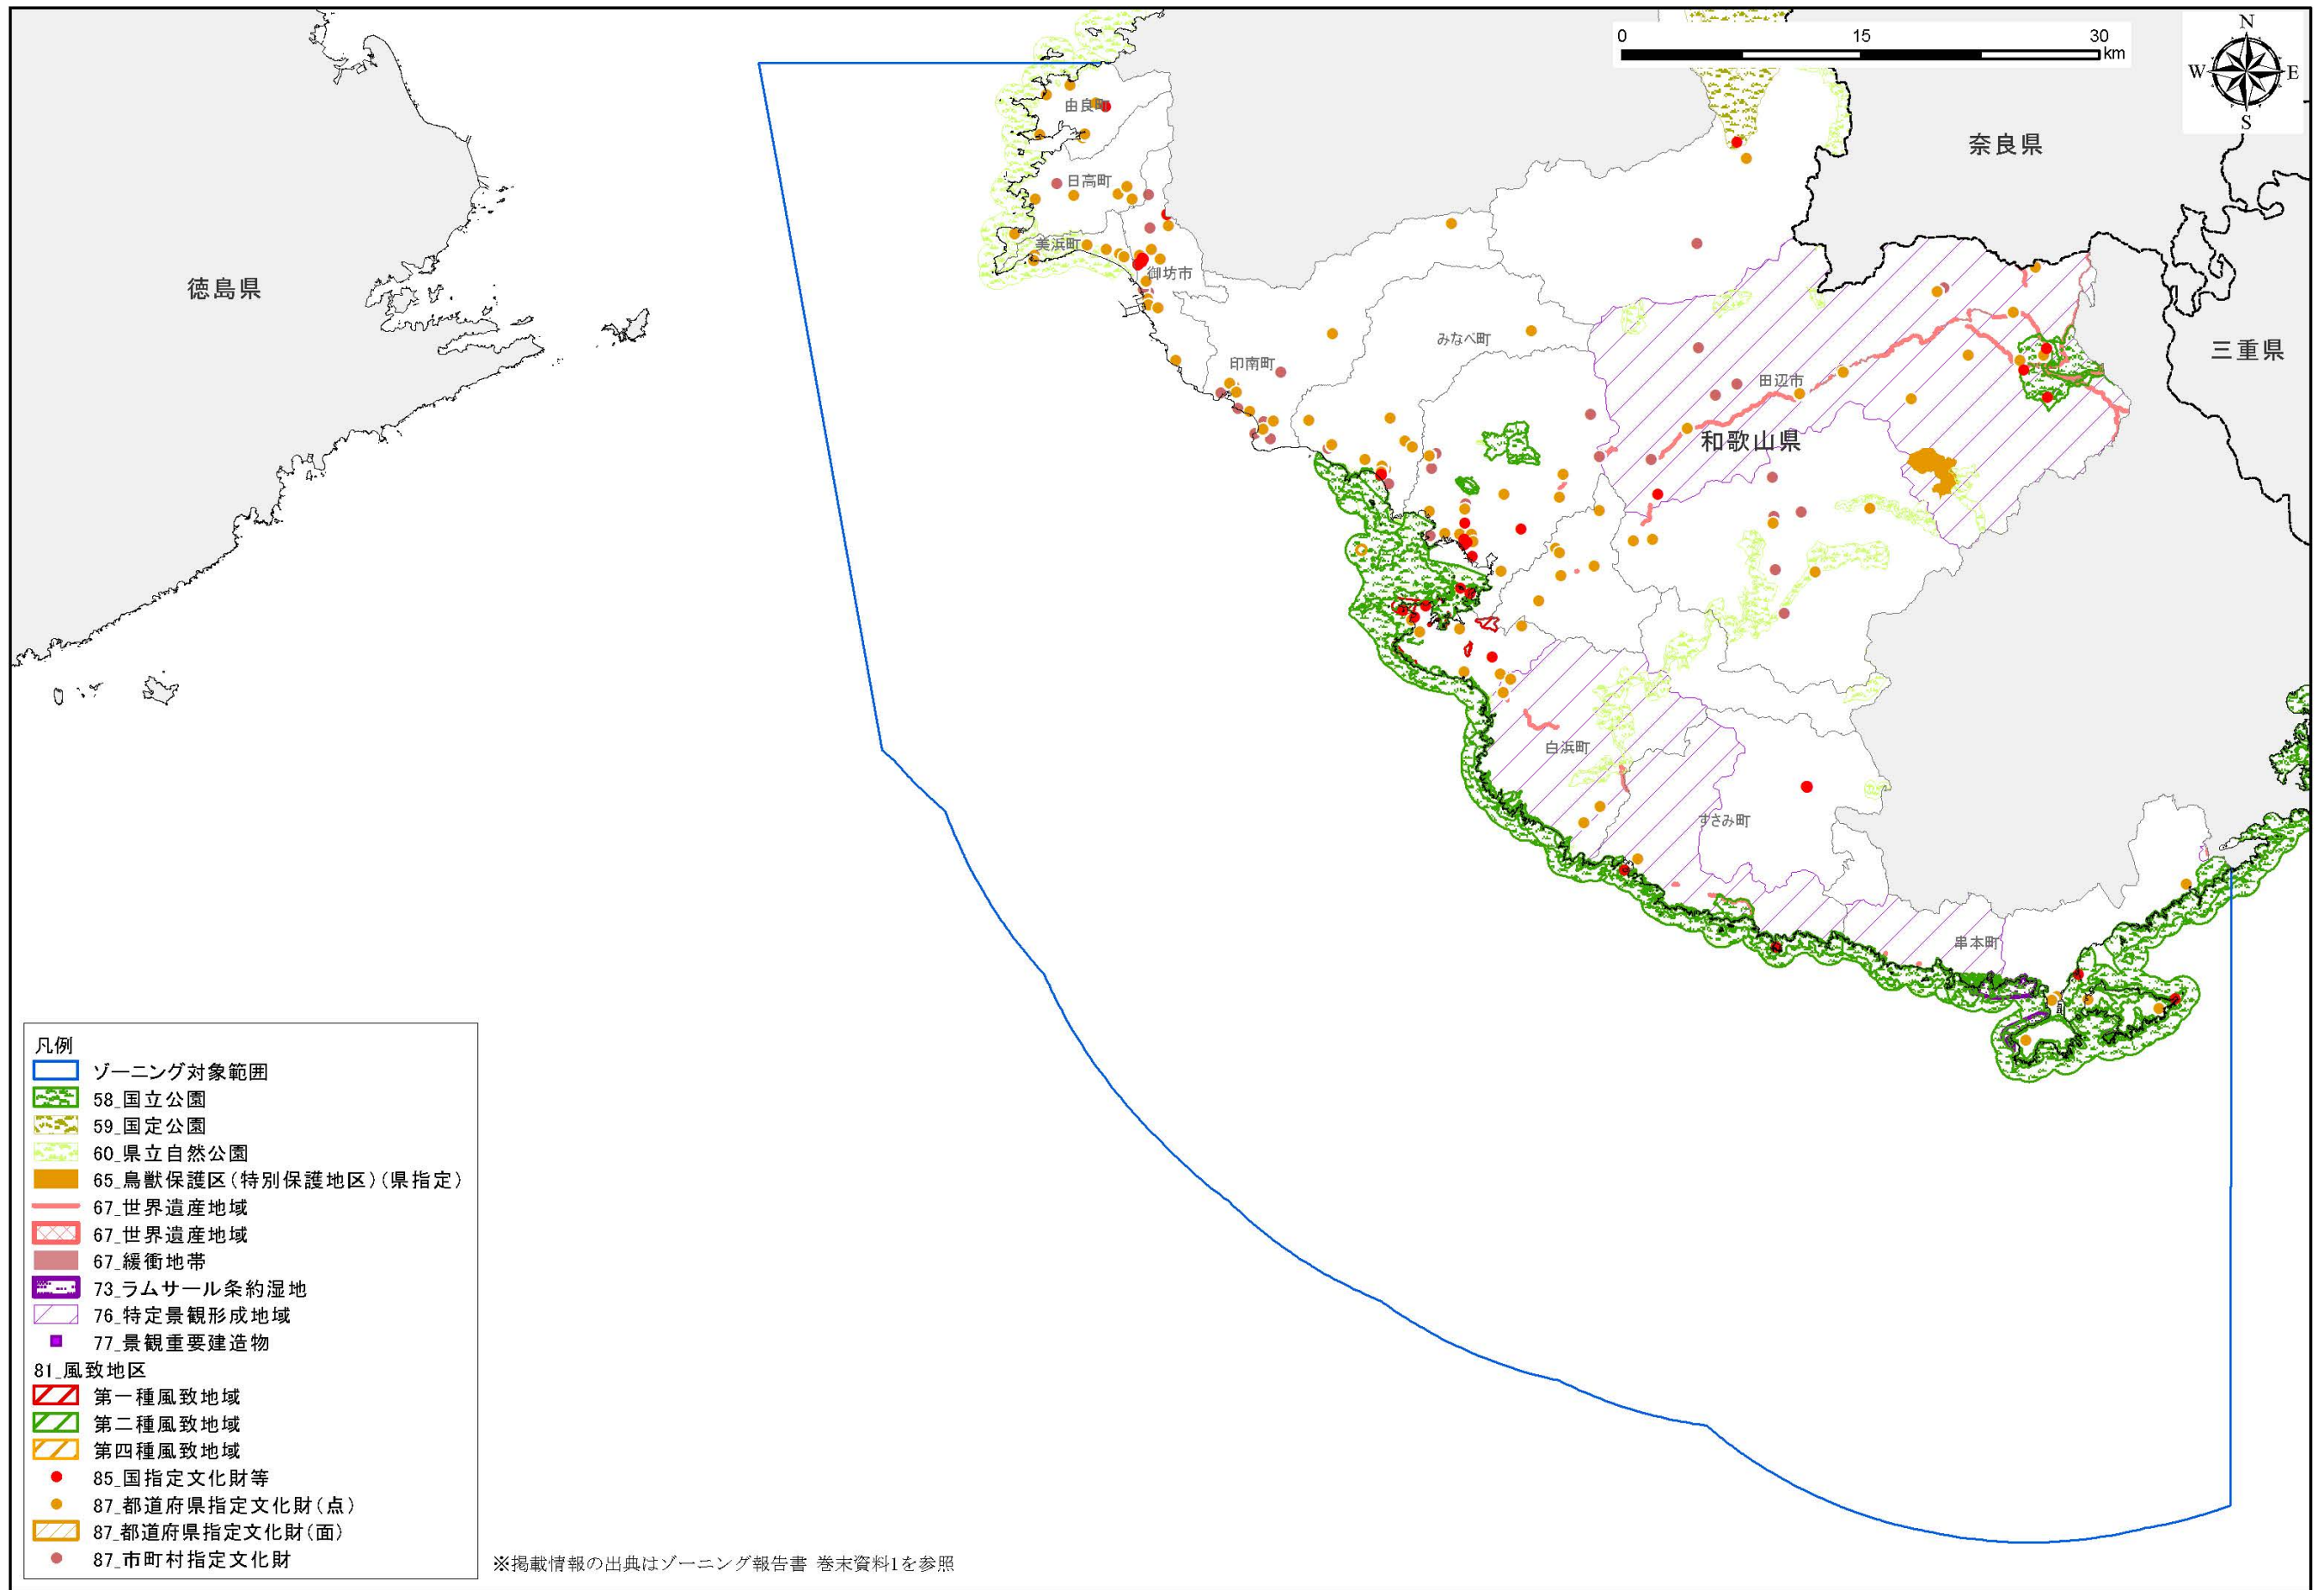 0 15 30
km
N
W E
S
奈良県
由良町
日高町
徳島県
美浜町
御坊市
みなべ町
三重県
印南町
田辺市
和歌山県
白浜町
すさみ町
串本町
凡例
ゾーニング対象範囲
58_国立公園
59_国定公園
60_県立自然公園
65_鳥獣保護区(特別保護地区)(県指定)
67_世界遺産地域
67_世界遺産地域
67_緩衝地帯
73_ラムサール条約湿地
76_特定景観形成地域
77_景観重要建造物
81_風致地区
第一種風致地域
第二種風致地域
第四種風致地域
85_国指定文化財等
87_都道府県指定文化財(点)
87_都道府県指定文化財(面)
87_市町村指定文化財
※掲載情報の出典はゾーニング報告書 巻末資料1を参照